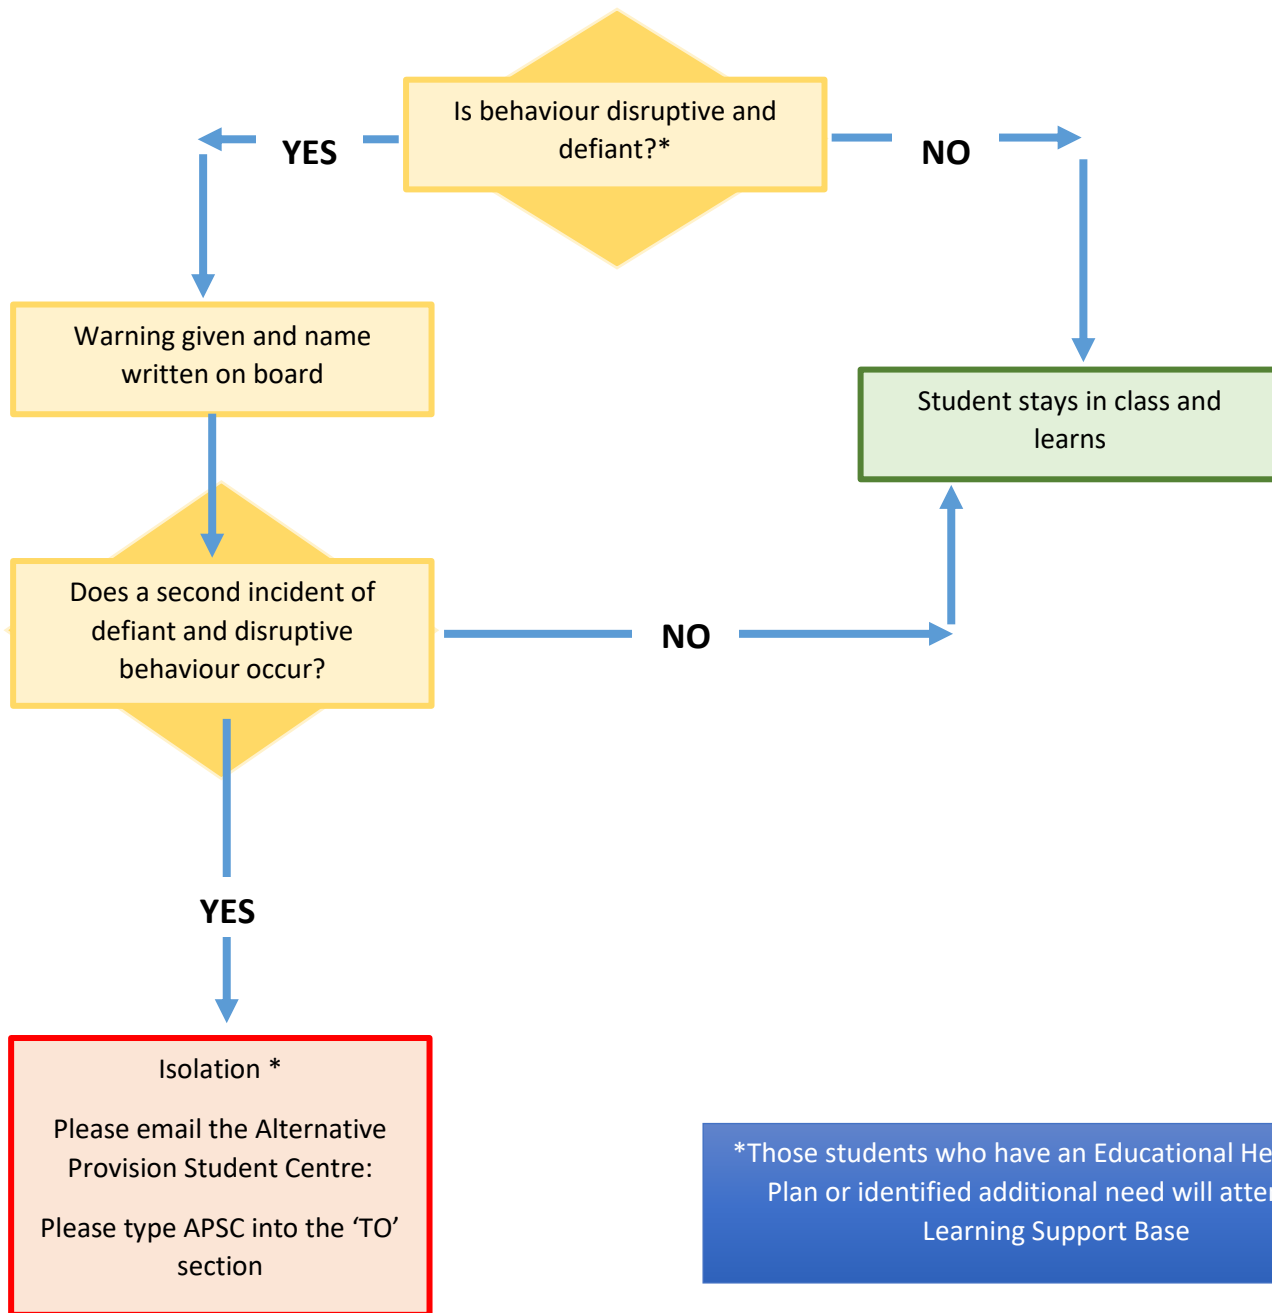 Is behaviour disruptive and
defiant?*
YES
NO
Warning given and name
written on board
Student stays in class and
learns
Does a second incident of
defiant and disruptive
behaviour occur?
NO
YES
Isolation *
Please email the Alternative
Provision Student Centre:
Please type APSC into the ‘TO’
section
*Those students who have an Educational
Plan or identified additional need will
Learning Support Base